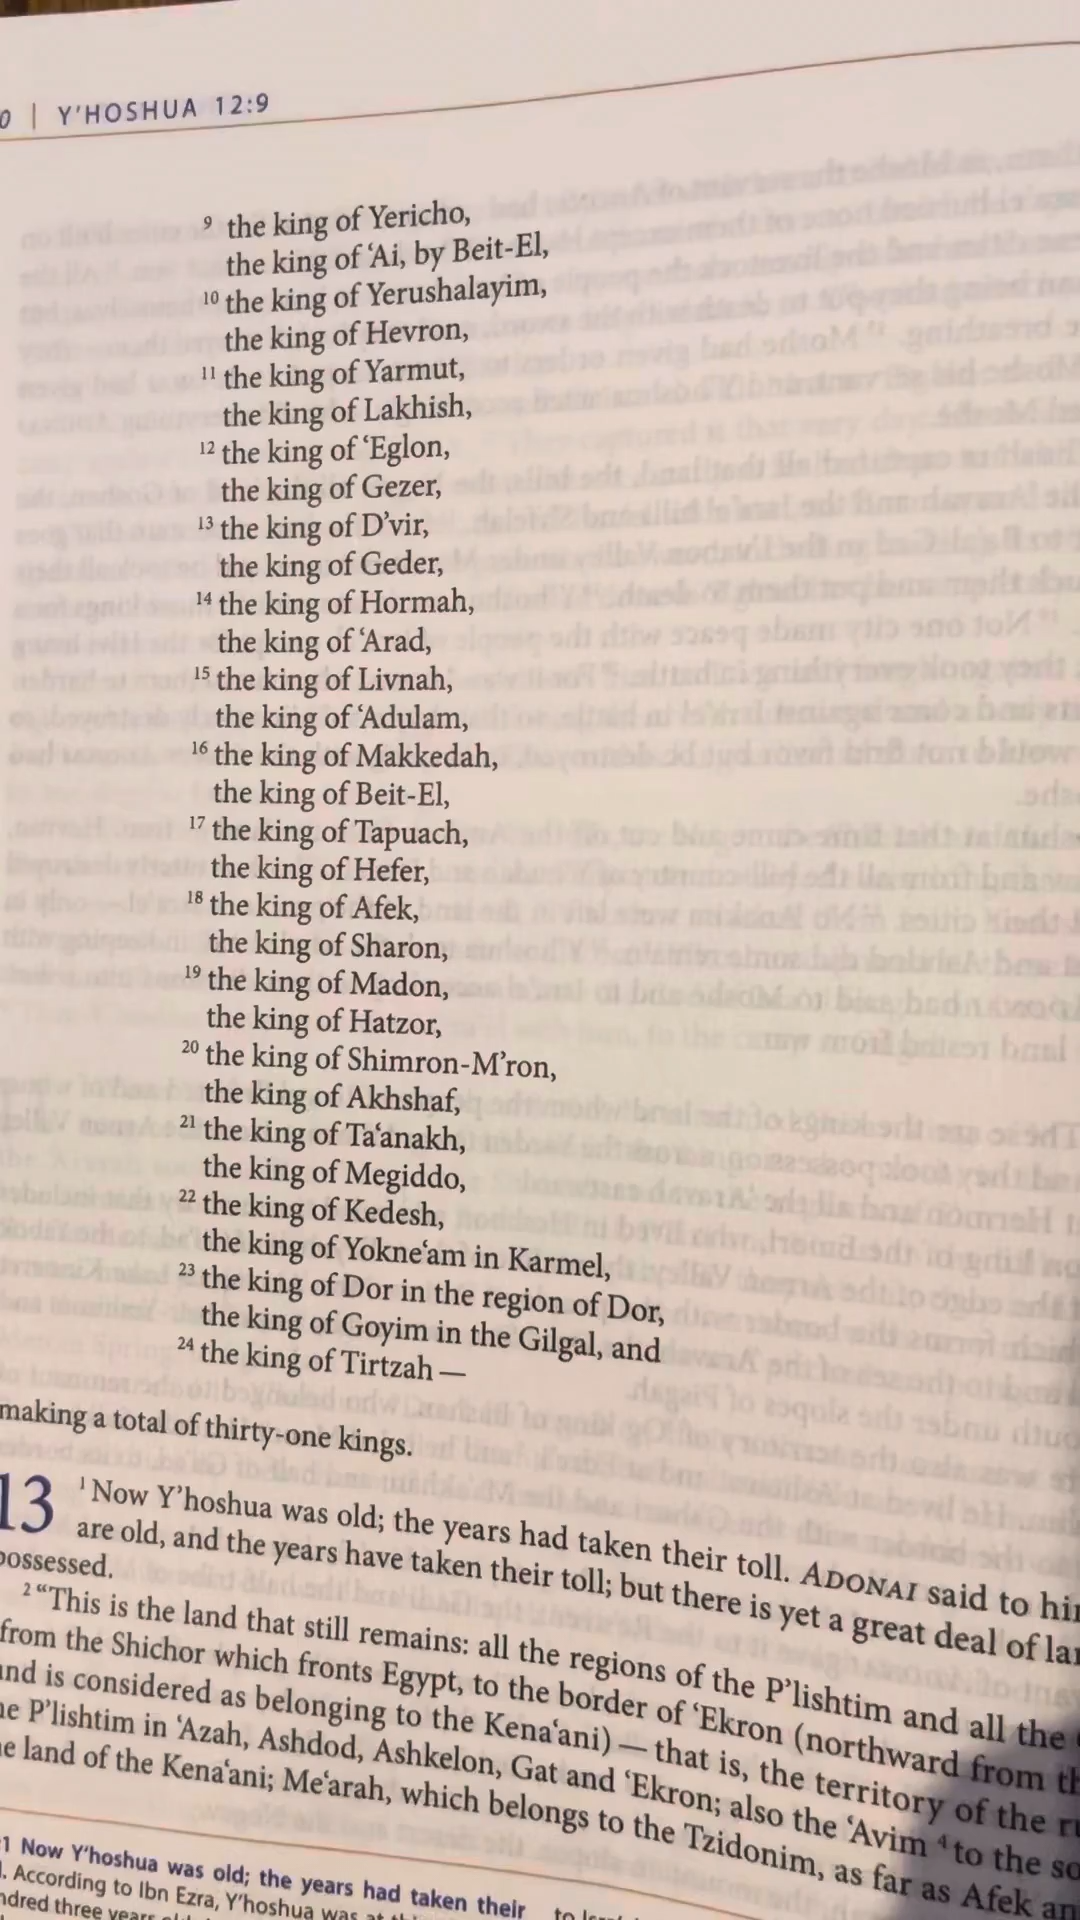 0 | Y’HOSHUA 12:9
9 the king of Yericho,
the king of ‘Ai, by Beit-El,
10 the king of Yerushalayim,
the king of Hevron,
11 the king of Yarmut,
the king of Lakhish,
12 the king of ‘Eglon,
the king of Gezer,
13 the king of D’vir,
the king of Geder,
14 the king of Hormah,
the king of ‘Arad,
15 the king of Livnah,
the king of ‘Adulam,
16 the king of Makkedah,
the king of Beit-El,
17 the king of Tapuach,
the king of Hefer,
18 the king of Afek,
the king of Sharon,
19 the king of Madon,
the king of Hatzor,
20 the king of Shimron-M’ron,
the king of Akhshaf,
21 the king of Ta‘anakh,
the king of Megiddo,
22 the king of Kedesh,
the king of Yokne‘am in Karmel,
23 the king of Dor in the region of Dor,
the king of Goyim in the Gilgal, and
24 the king of Tirtzah —
making a total of thirty-one kings.
13 1 Now Y’hoshua was old; the years had taken their toll. ADONAI said to
are old, and the years have taken their toll; but there is yet a great deal of
possessed.
2 “This is the land that still remains: all the regions of the P’lishtim and all the
from the Shichor which fronts Egypt, to the border of ‘Ekron (northward from
and is considered as belonging to the Kena‘ani) — that is, the territory of the
P’lishtim in ‘Azah, Ashdod, Ashkelon, Gat and ‘Ekron; also the ‘Avim 4 to the
land of the Kena‘ani; Me‘arah, which belongs to the Tzidonim, as far as Afek
1 Now Y’hoshua was old; the years had taken their
According to Ibn Ezra, Y’hoshua was
three years